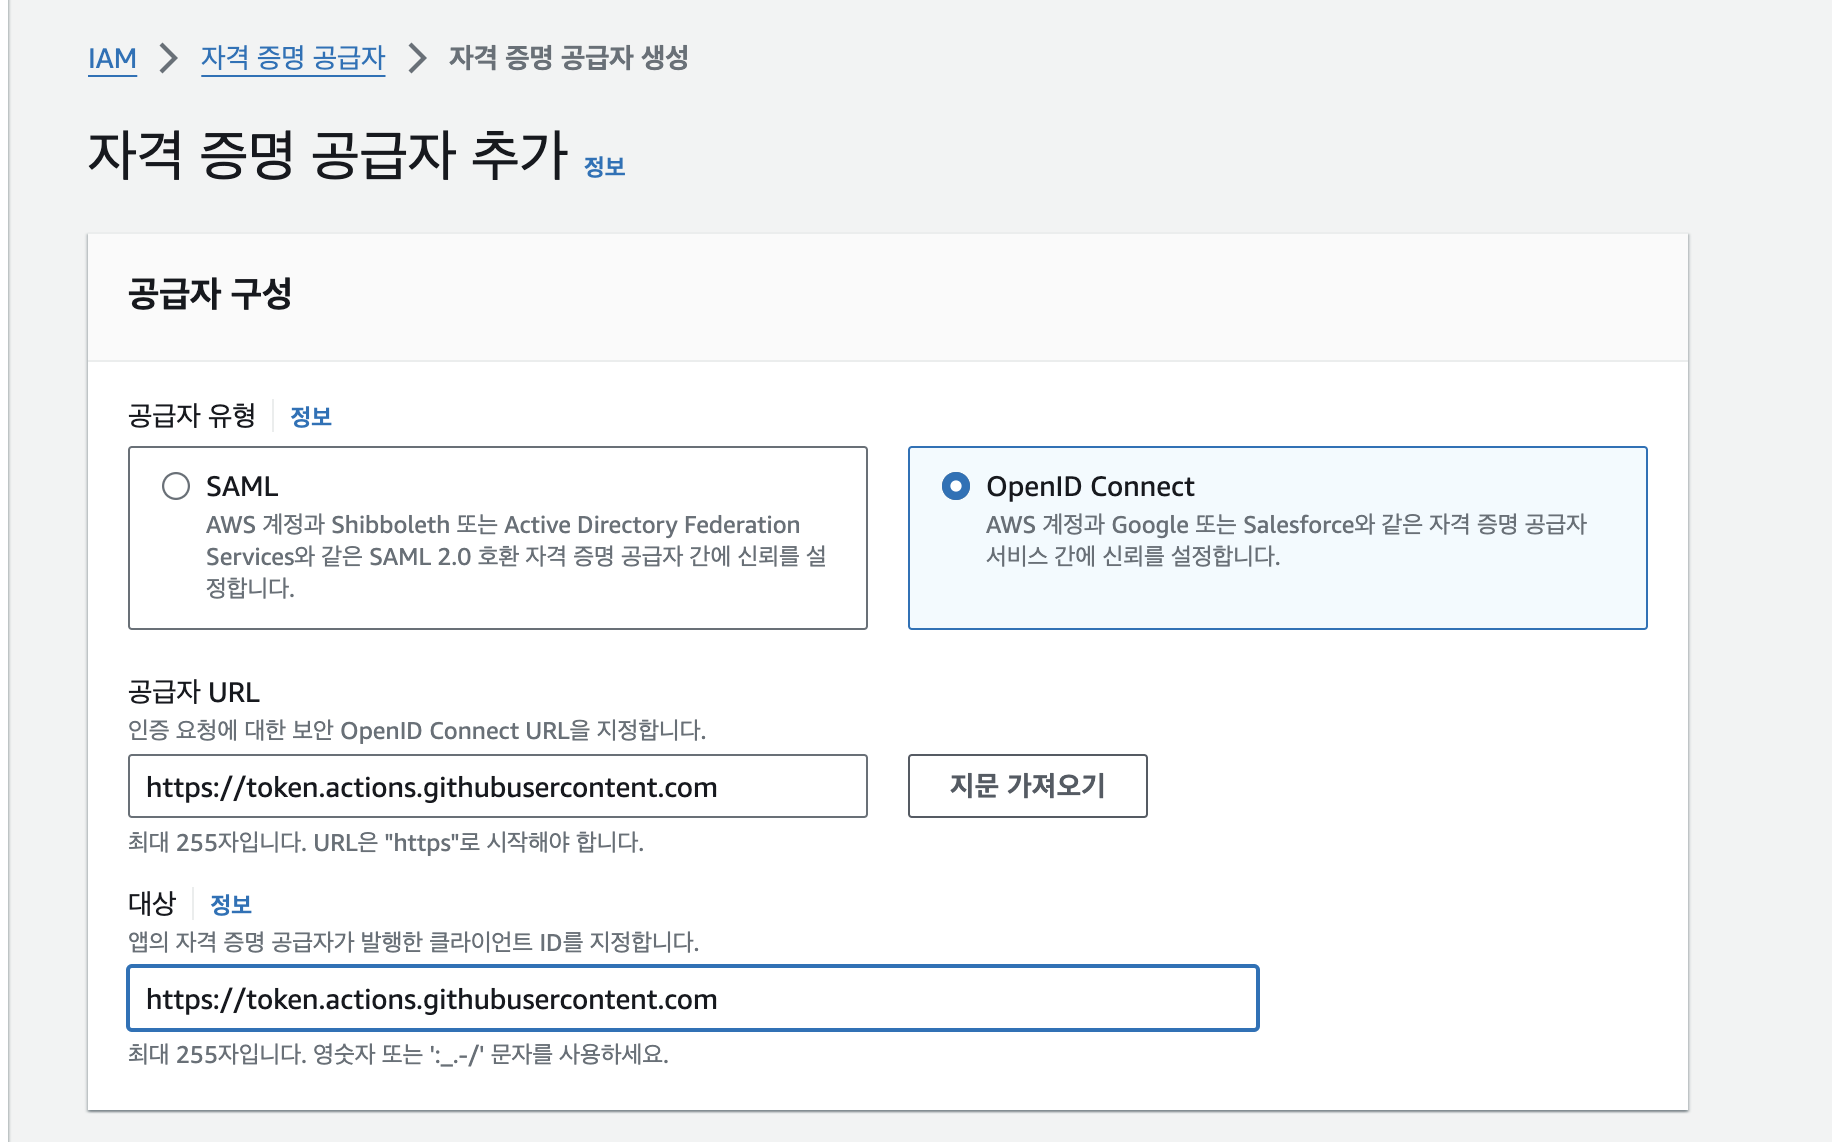 IAM > 자격 증명 공급자 > 자격 증명 공급자 생성
자격 증명 공급자 추가 정보
공급자 구성
공급자 유형 정보
SAML
AWS 계정과 Shibboleth 또는 Active Directory Federation
Services와 같은 SAML 2.0 호환 자격 증명 공급자 간에 신뢰를 설
정합니다.
OpenID Connect
AWS 계정과 Google 또는 Salesforce와 같은 자격 증명 공급자
서비스 간에 신뢰를 설정합니다.
공급자 URL
인증 요청에 대한 보안 OpenID Connect URL을 지정합니다.
https://token.actions.githubusercontent.com
지문 가져오기
최대 255자입니다. URL은 "https"로 시작해야 합니다.
대상 정보
앱의 자격 증명 공급자가 발행한 클라이언트 ID를 지정합니다.
https://token.actions.githubusercontent.com
최대 255자입니다. 영숫자 또는 ':_.-/' 문자를 사용하세요.